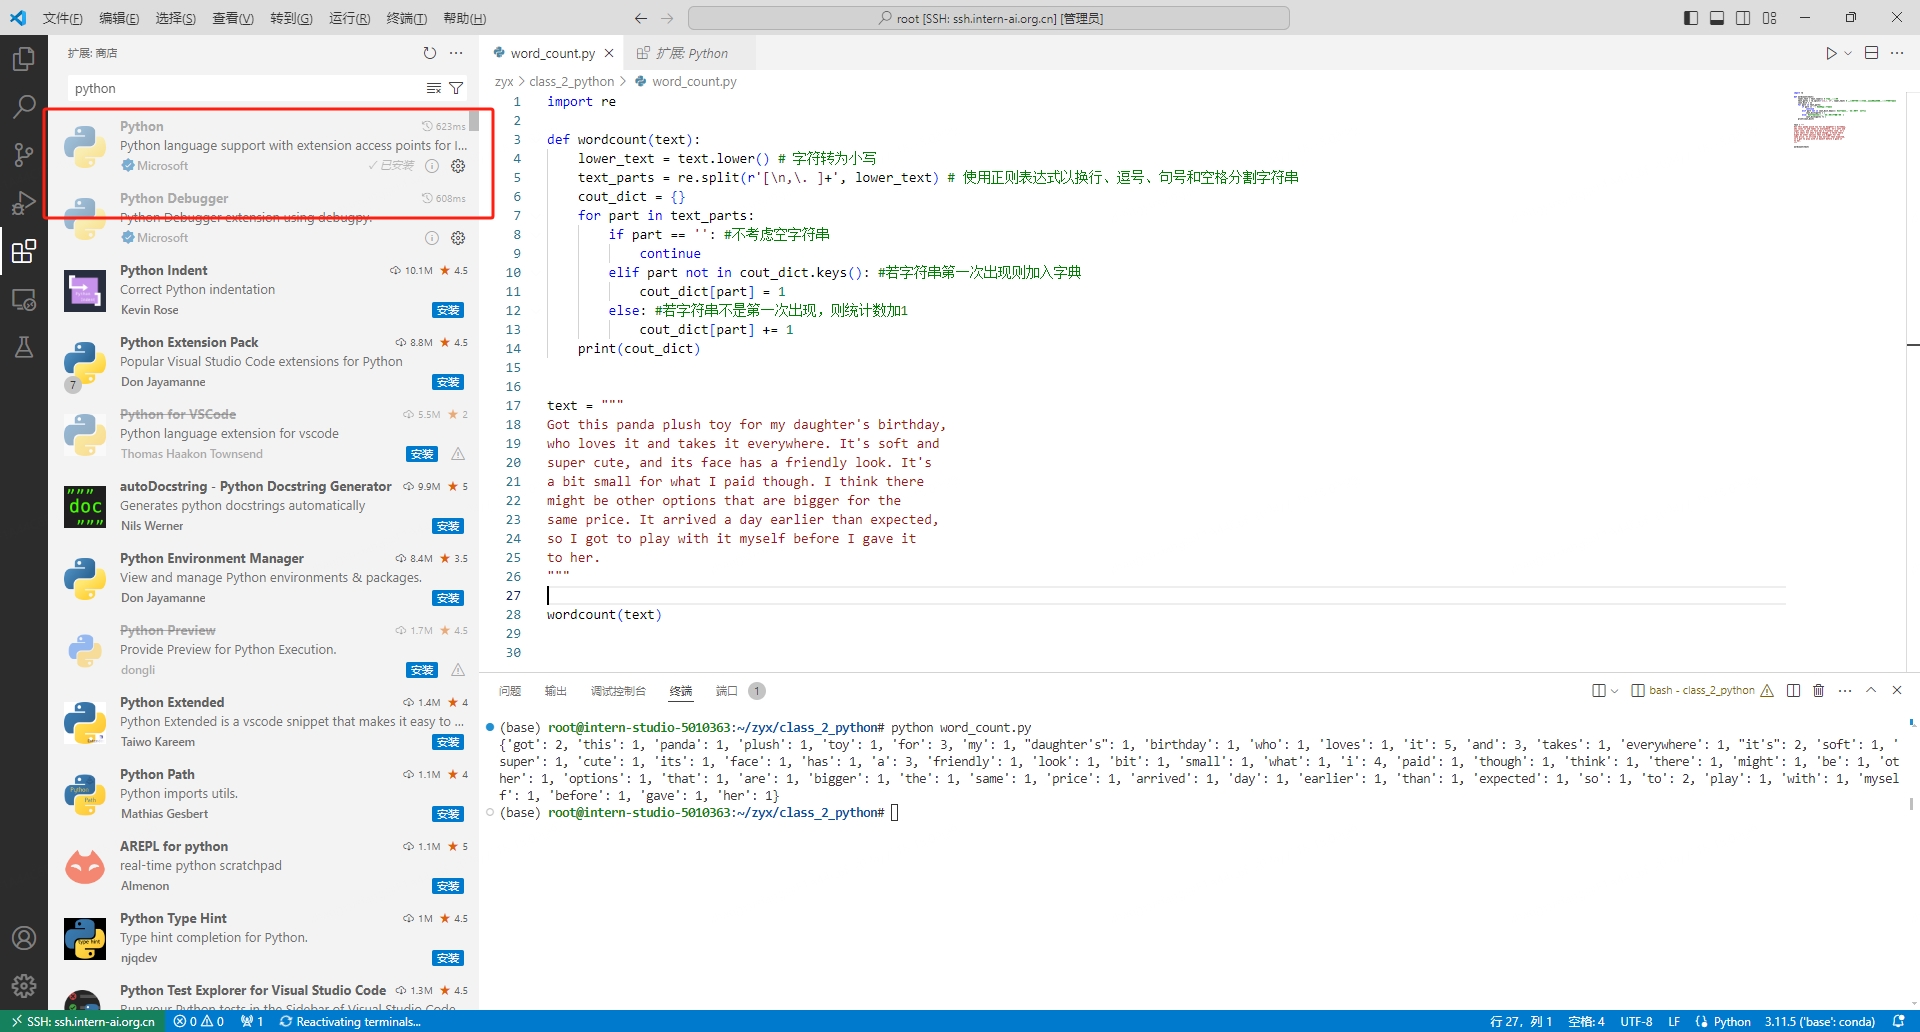 文件(F) 编辑(E) 选择(S) 查看(V) 转到(G) 运行(R) 终端(T) 帮助(H)
root [SSH: ssh.intern-ai.org.cn] [管理员]
扩展: 商店
python
Python 623ms
Python language support with extension access points for I...
Microsoft 已安装
Python Debugger 608ms
Python Debugger extension using debugpy.
Microsoft
Python Indent 10.1M 4.5
Correct Python indentation
Kevin Rose 安装
Python Extension Pack 8.8M 4.5
Popular Visual Studio Code extensions for Python
7 Don Jayamanne 安装
Python for VSCode 5.5M 2
Python language extension for vscode
Thomas Haakon Townsend 安装
autoDocstring - Python Docstring Generator 9.9M 5
Generates python docstrings automatically
Nils Werner 安装
"""
doc
"""
Python Environment Manager 8.4M 3.5
View and manage Python environments & packages.
Don Jayamanne 安装
Python Preview 1.7M 4.5
Provide Preview for Python Execution.
dongli 安装
Python Extended 1.4M 4
Python Extended is a vscode snippet that makes it easy to ...
Taiwo Kareem 安装
Python Path 1.1M 4
Python imports utils.
Mathias Gesbert 安装
AREPL for python 1.1M 5
real-time python scratchpad
Almenon 安装
Python Type Hint 1M 4.5
Type hint completion for Python.
njqdev 安装
Python Test Explorer for Visual Studio Code 1.3M 4.5
Run your Python tests in the Sidebar of Visual Studio Code
word_count.py 扩展: Python
zyx > class_2_python > word_count.py
1 import re
2
3 def wordcount(text):
4 lower_text = text.lower() # 字符转为小写
5 text_parts = re.split(r'[\n,\. ]+', lower_text) # 使用正则表达式以换行、逗号、句号和空格分割字符串
6 cout_dict = {}
7 for part in text_parts:
8 if part == '': #不考虑空字符串
9 continue
10 elif part not in cout_dict.keys(): #若字符串第一次出现则加入字典
11 cout_dict[part] = 1
12 else: #若字符串不是第一次出现，则统计数加1
13 cout_dict[part] += 1
14 print(cout_dict)
15
16
17 text = """
18 Got this panda plush toy for my daughter's birthday,
19 who loves it and takes it everywhere. It's soft and
20 super cute, and its face has a friendly look. It's
21 a bit small for what I paid though. I think there
22 might be other options that are bigger for the
23 same price. It arrived a day earlier than expected,
24 so I got to play with it myself before I gave it
25 to her.
26 """
27
28 wordcount(text)
29
30
问题 输出 调试控制台 终端 端口 1
bash - class_2_python
(base) root@intern-studio-5010363:~/zyx/class_2_python# python word_count.py
{'got': 2, 'this': 1, 'panda': 1, 'plush': 1, 'toy': 1, 'for': 3, 'my': 1, "daughter's": 1, 'birthday': 1, 'who': 1, 'loves': 1, 'it': 5, 'and': 3, 'takes': 1, 'everywhere': 1, "it's": 2, 'soft': 1, '
super': 1, 'cute': 1, 'its': 1, 'face': 1, 'has': 1, 'a': 3, 'friendly': 1, 'look': 1, 'bit': 1, 'small': 1, 'what': 1, 'i': 4, 'paid': 1, 'though': 1, 'think': 1, 'there': 1, 'might': 1, 'be': 1, 'ot
her': 1, 'options': 1, 'that': 1, 'are': 1, 'bigger': 1, 'the': 1, 'same': 1, 'price': 1, 'arrived': 1, 'day': 1, 'earlier': 1, 'than': 1, 'expected': 1, 'so': 1, 'to': 2, 'play': 1, 'with': 1, 'mysel
f': 1, 'before': 1, 'gave': 1, 'her': 1}
(base) root@intern-studio-5010363:~/zyx/class_2_python#
SSH: ssh.intern-ai.org.cn 0 0 1 Reactivating terminals... 行 27，列 1 空格: 4 UTF-8 LF Python 3.11.5 ('base': conda)